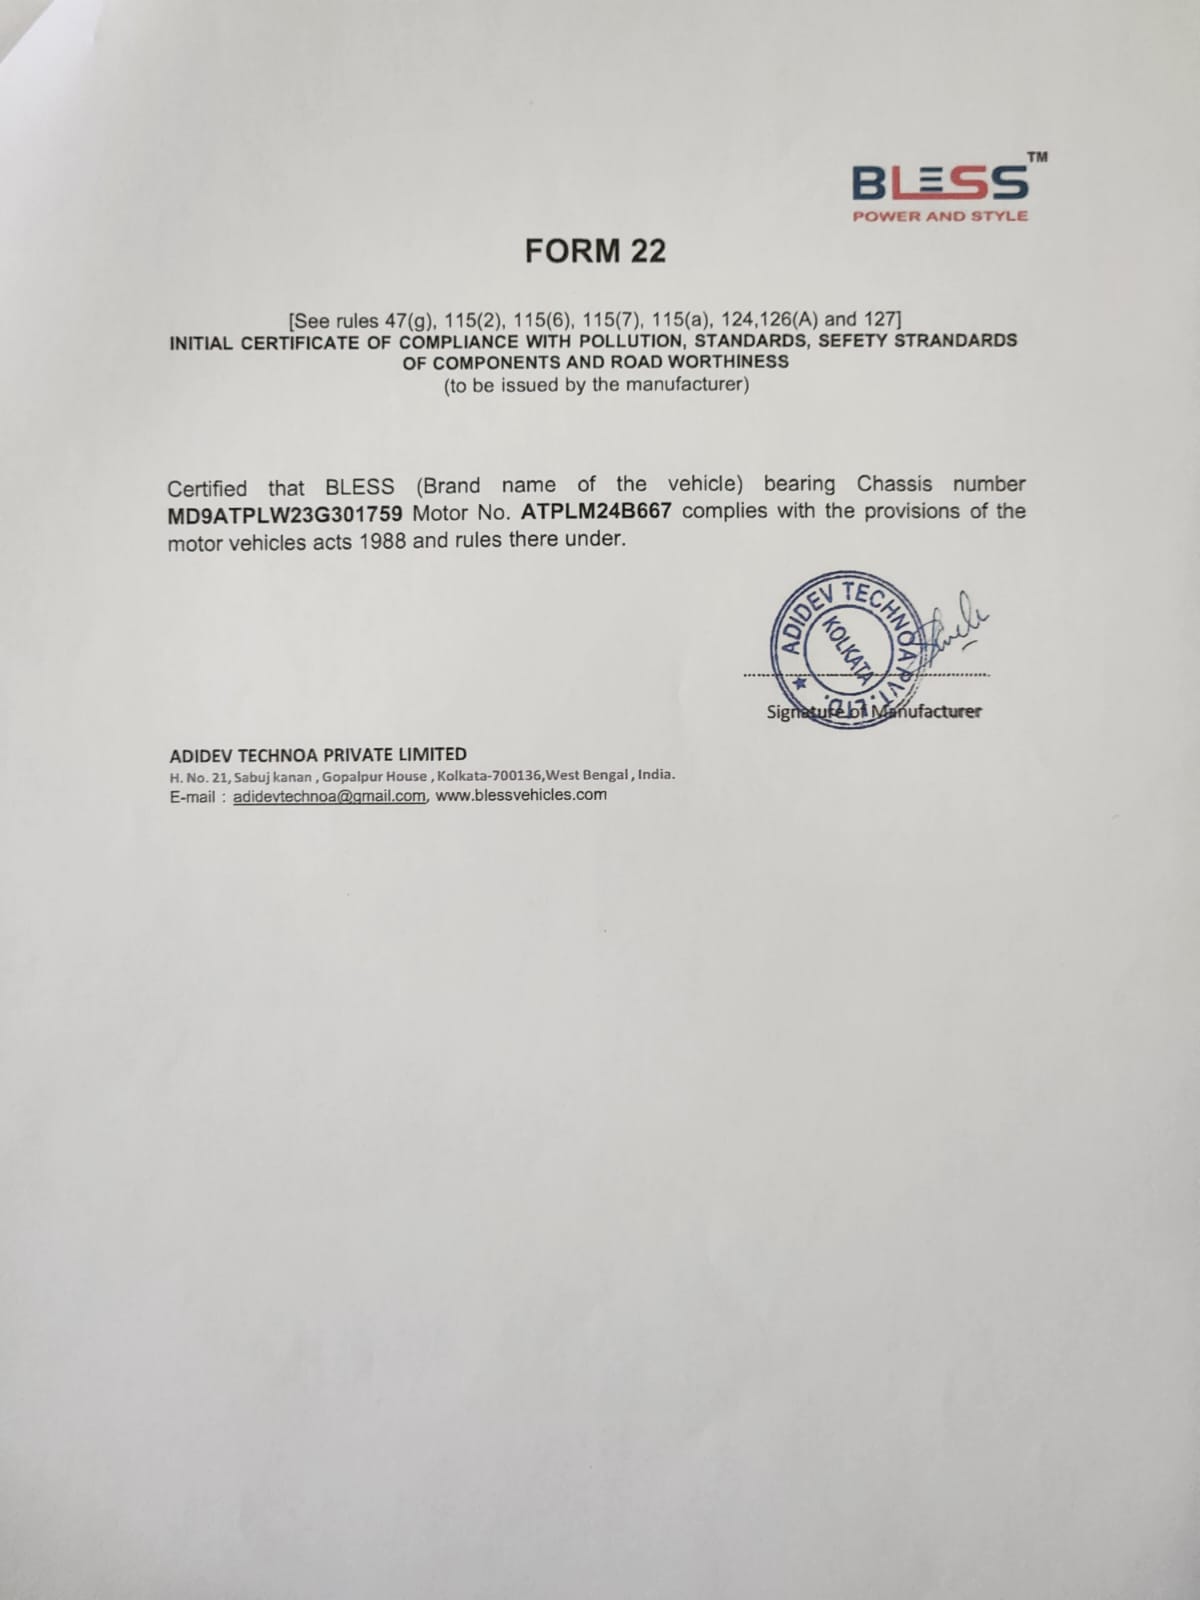 BLESS TM
POWER AND STYLE
FORM 22
[See rules 47(g), 115(2), 115(6), 115(7), 115(a), 124,126(A) and 127]
INITIAL CERTIFICATE OF COMPLIANCE WITH POLLUTION, STANDARDS, SEFETY STRANDARDS
OF COMPONENTS AND ROAD WORTHINESS
(to be issued by the manufacturer)
Certified that BLESS (Brand name of the vehicle) bearing Chassis number
MD9ATPLW23G301759 Motor No. ATPLM24B667 complies with the provisions of the
motor vehicles acts 1988 and rules there under.
ADIDEV TECHNOA PVT. LTD.
KOLKATA
Signature of Manufacturer
ADIDEV TECHNOA PRIVATE LIMITED
H. No. 21, Sabuj kanan , Gopalpur House , Kolkata-700136,West Bengal , India.
E-mail : adidevtechnoa@gmail.com, www.blessvehicles.com